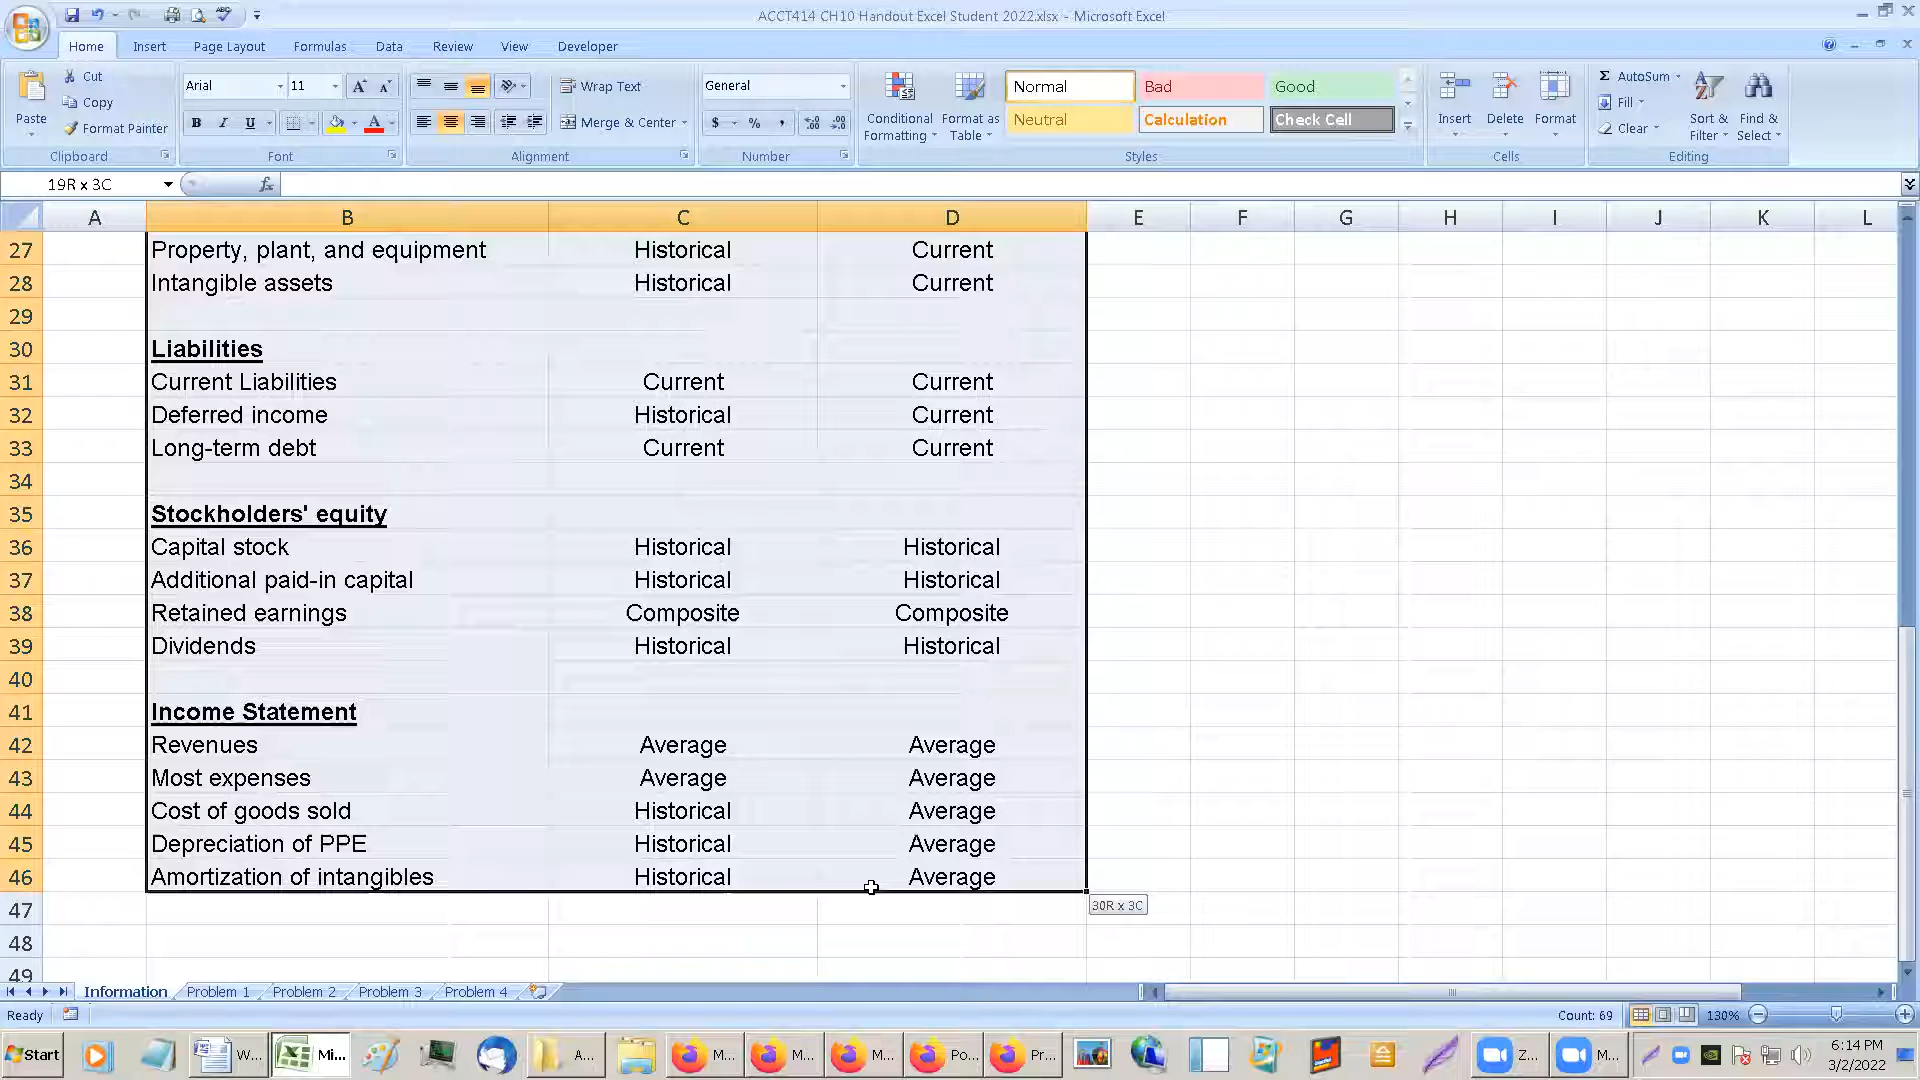 ACCT414 CH10 Handout Excel Student 2022.xlsx - Microsoft Excel
Home Insert Page Layout Formulas Data Review View Developer
Paste
Cut
Copy
Format Painter
Clipboard
Arial 11
B I U
Font
Wrap Text
Merge & Center
Alignment
General
$ % ,
Number
Conditional Formatting
Format as Table
Normal Bad Good
Neutral Calculation Check Cell
Styles
Insert Delete Format
Cells
AutoSum
Fill
Clear
Sort & Filter
Find & Select
Editing
19R x 3C fx
A B C D E F G H I J K L
27 Property, plant, and equipment Historical Current
28 Intangible assets Historical Current
29
30 Liabilities
31 Current Liabilities Current Current
32 Deferred income Historical Current
33 Long-term debt Current Current
34
35 Stockholders' equity
36 Capital stock Historical Historical
37 Additional paid-in capital Historical Historical
38 Retained earnings Composite Composite
39 Dividends Historical Historical
40
41 Income Statement
42 Revenues Average Average
43 Most expenses Average Average
44 Cost of goods sold Historical Average
45 Depreciation of PPE Historical Average
46 Amortization of intangibles Historical Average
47 30R x 3C
48
49
Information Problem 1 Problem 2 Problem 3 Problem 4
Ready Count: 69 130%
Start W... Mi... A... M... M... M... Po... Pr... Z... M... 6:14 PM
3/2/2022